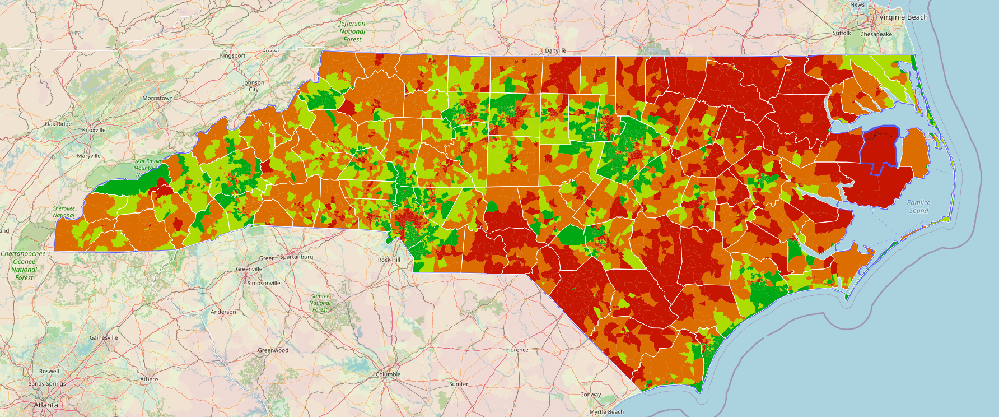 News
Virginia Beach
Suffolk
Chesapeake
Jefferson
National
Forest
Danville
Bristol
Kingsport
Johnson
City
Morristown
Oak Ridge
Knoxville
Maryville
Great Smoky
Cherokee
National
Chattahoochee-
Oconee
National
Forest
Pamlico
Sound
Rock Hill
Greer
Spartanburg
Greenville
Simpsonville
Sumter
National
Forest
Anderson
Gainesville
Greenwood
Florence
Roswell
Sandy Springs
Athens
Columbia
Sumter
Conway
Atlanta
Myrtle Beach